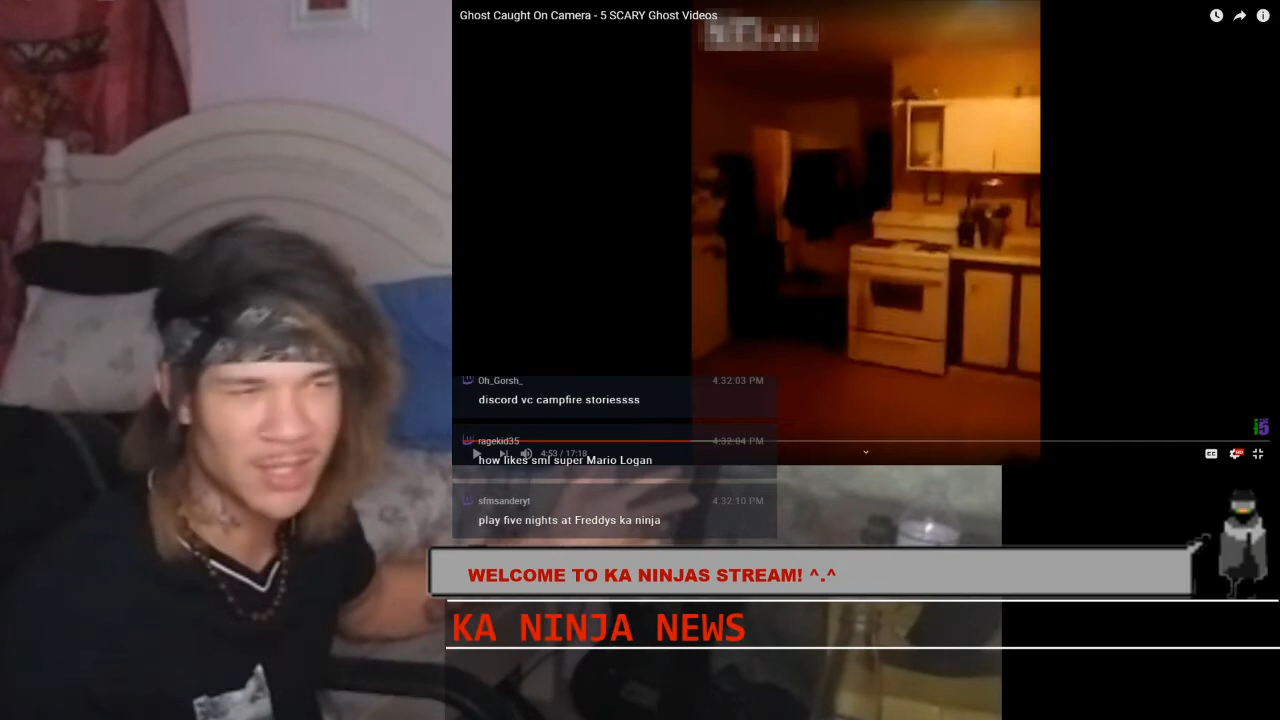 Ghost Caught On Camera - 5 SCARY Ghost Videos
Oh_Gorsh_ 4:32:03 PM
discord vc campfire storiessss
ragekid35 4:32:04 PM
4:53 / 17:18
how likes sml super Mario Logan
sfmsanderyt 4:32:10 PM
play five nights at Freddys ka ninja
WELCOME TO KA NINJAS STREAM! ^.^
KA NINJA NEWS